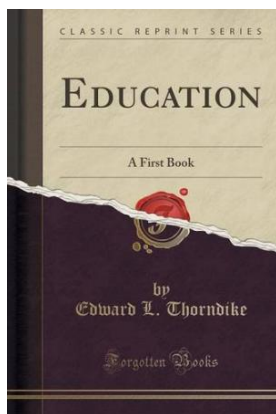 CLASSIC REPRINT SERIES
EDUCATION
A First Book
by
Edward L. Thorndike
Forgotten Books